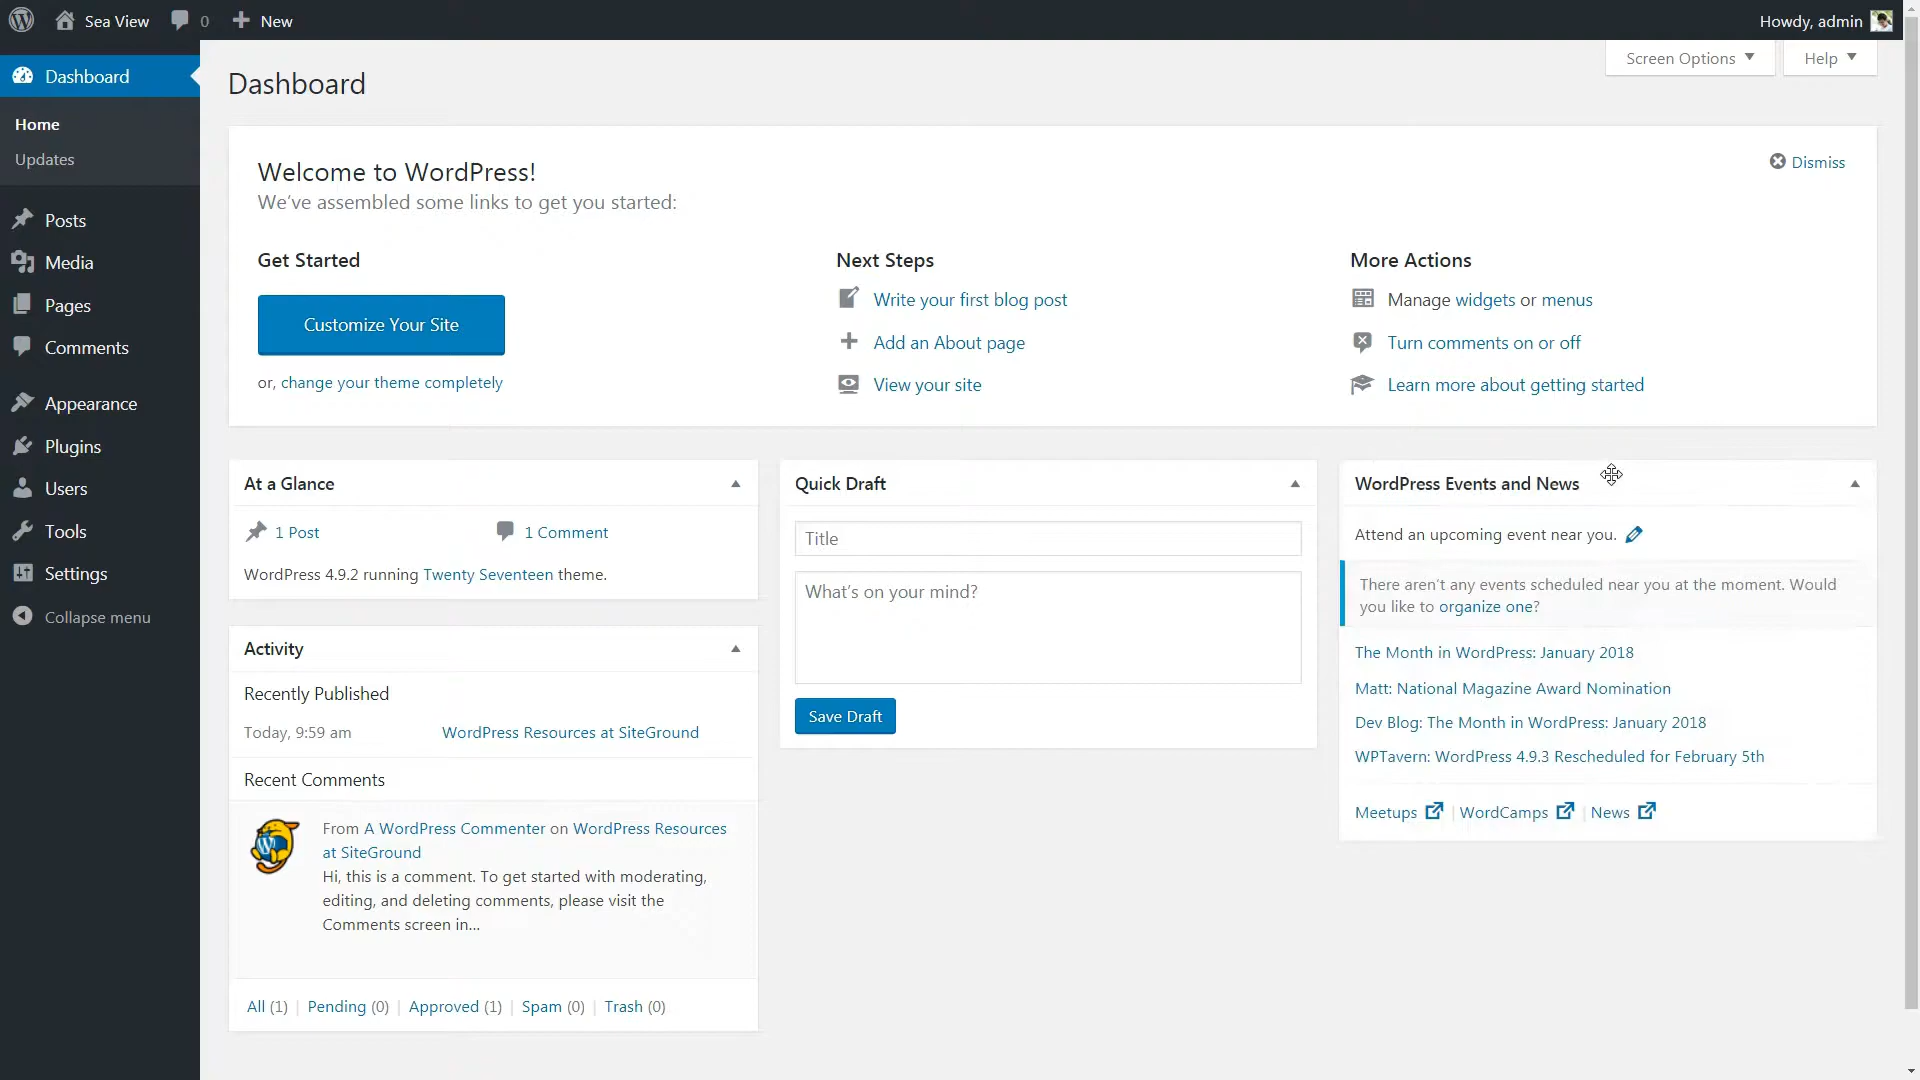 Sea View 0 New Howdy, admin
Screen Options Help
Dashboard
Home
Updates
Posts
Media
Pages
Comments
Appearance
Plugins
Users
Tools
Settings
Collapse menu
Dashboard
Welcome to WordPress!
We've assembled some links to get you started:
Dismiss
Get Started
Customize Your Site
or, change your theme completely
Next Steps
Write your first blog post
Add an About page
View your site
More Actions
Manage widgets or menus
Turn comments on or off
Learn more about getting started
At a Glance
1 Post 1 Comment
WordPress 4.9.2 running Twenty Seventeen theme.
Activity
Recently Published
Today, 9:59 am WordPress Resources at SiteGround
Recent Comments
From A WordPress Commenter on WordPress Resources
at SiteGround
Hi, this is a comment. To get started with moderating,
editing, and deleting comments, please visit the
Comments screen in...
All (1) | Pending (0) | Approved (1) | Spam (0) | Trash (0)
Quick Draft
Title
What's on your mind?
Save Draft
WordPress Events and News
Attend an upcoming event near you.
There aren't any events scheduled near you at the moment. Would
you like to organize one?
The Month in WordPress: January 2018
Matt: National Magazine Award Nomination
Dev Blog: The Month in WordPress: January 2018
WPTavern: WordPress 4.9.3 Rescheduled for February 5th
Meetups | WordCamps | News